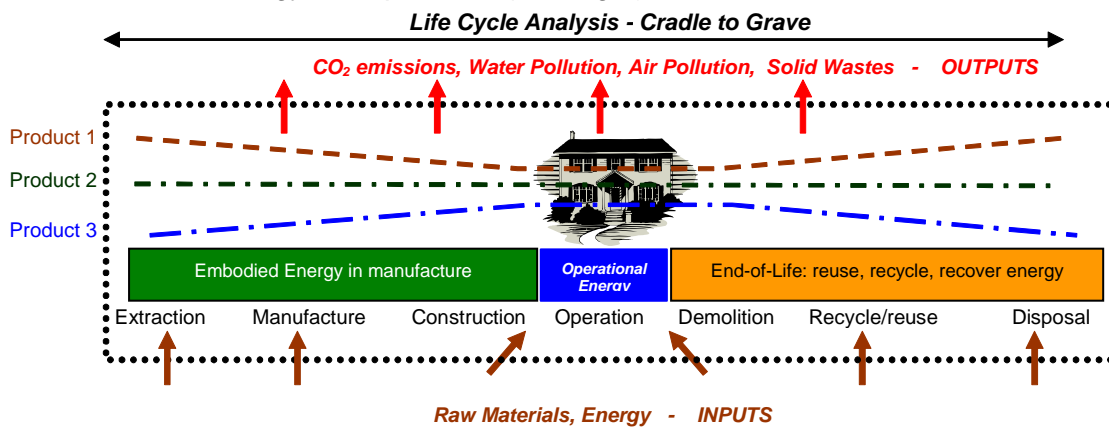 Life Cycle Analysis - Cradle to Grave
CO₂ emissions, Water Pollution, Air Pollution, Solid Wastes - OUTPUTS
Product 1
Product 2
Product 3
Embodied Energy in manufacture
Operational
Energy
End-of-Life: reuse, recycle, recover energy
Extraction Manufacture Construction Operation Demolition Recycle/reuse Disposal
Raw Materials, Energy - INPUTS